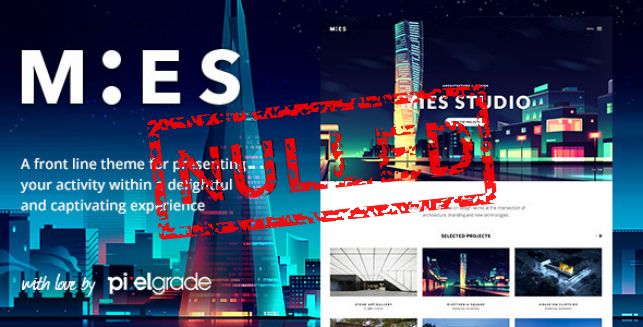 M:ES
A front line theme for presenting
your activity within a delightful
and captivating experience
with love by pixelgrade
NULLED
M:ES
MIES STUDIO
architecture, branding and new technologies.
SELECTED PROJECTS